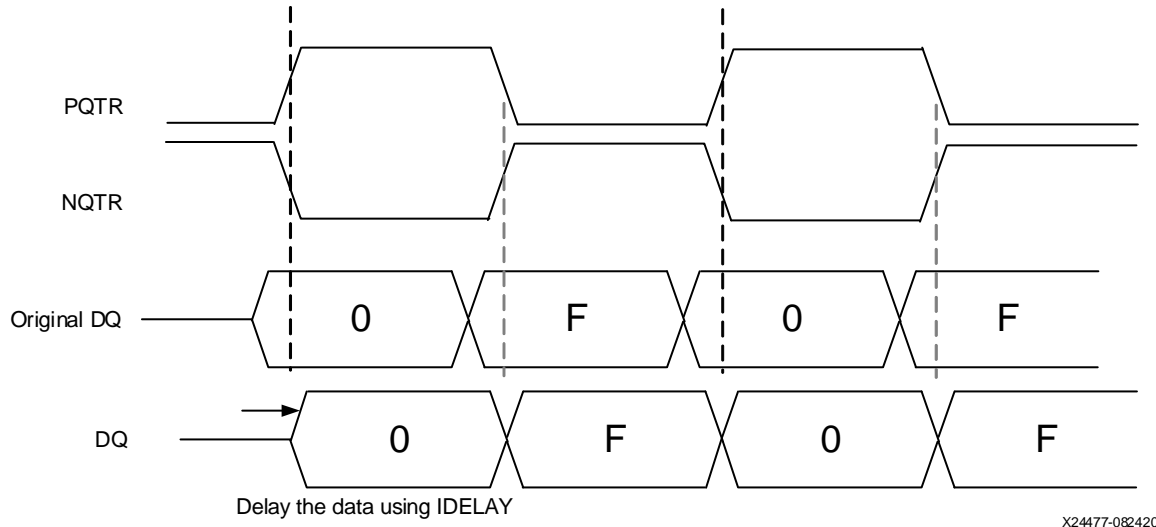 PQTR
NQTR
Original DQ
0 F 0 F
DQ
0 F 0 F
Delay the data using IDELAY
X24477-082420